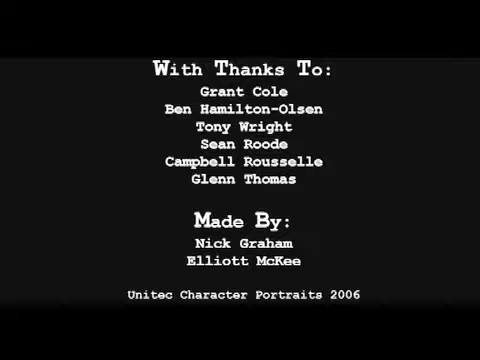 With Thanks To:
Grant Cole
Ben Hamilton-Olsen
Tony Wright
Sean Roode
Campbell Rousselle
Glenn Thomas
Made By:
Nick Graham
Elliott McKee
Unitec Character Portraits 2006